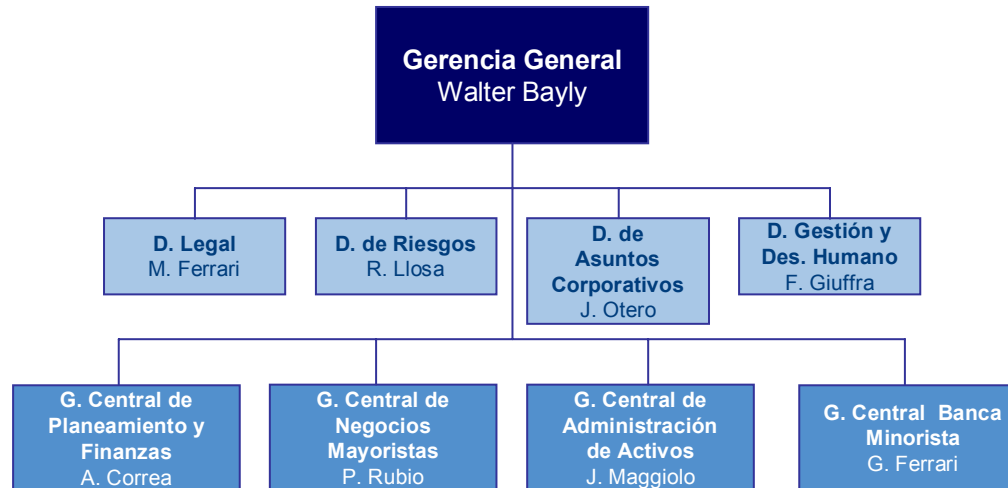 Gerencia General
Walter Bayly
D. Legal
M. Ferrari
D. de Riesgos
R. Llosa
D. de
Asuntos
Corporativos
J. Otero
D. Gestión y
Des. Humano
F. Giuffra
G. Central de
Planeamiento y
Finanzas
A. Correa
G. Central de
Negocios
Mayoristas
P. Rubio
G. Central de
Administración
de Activos
J. Maggiolo
G. Central Banca
Minorista
G. Ferrari